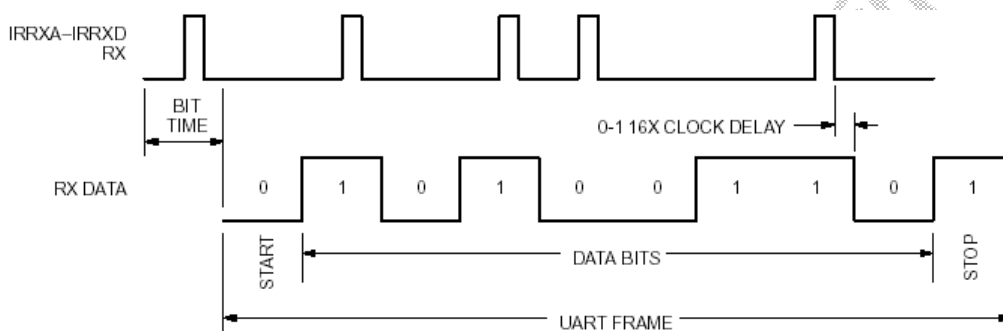 IRRXA–IRRXD
RX
BIT
TIME
0-1 16X CLOCK DELAY
RX DATA
0 1 0 1 0 0 1 1 0 1
START
DATA BITS
STOP
UART FRAME